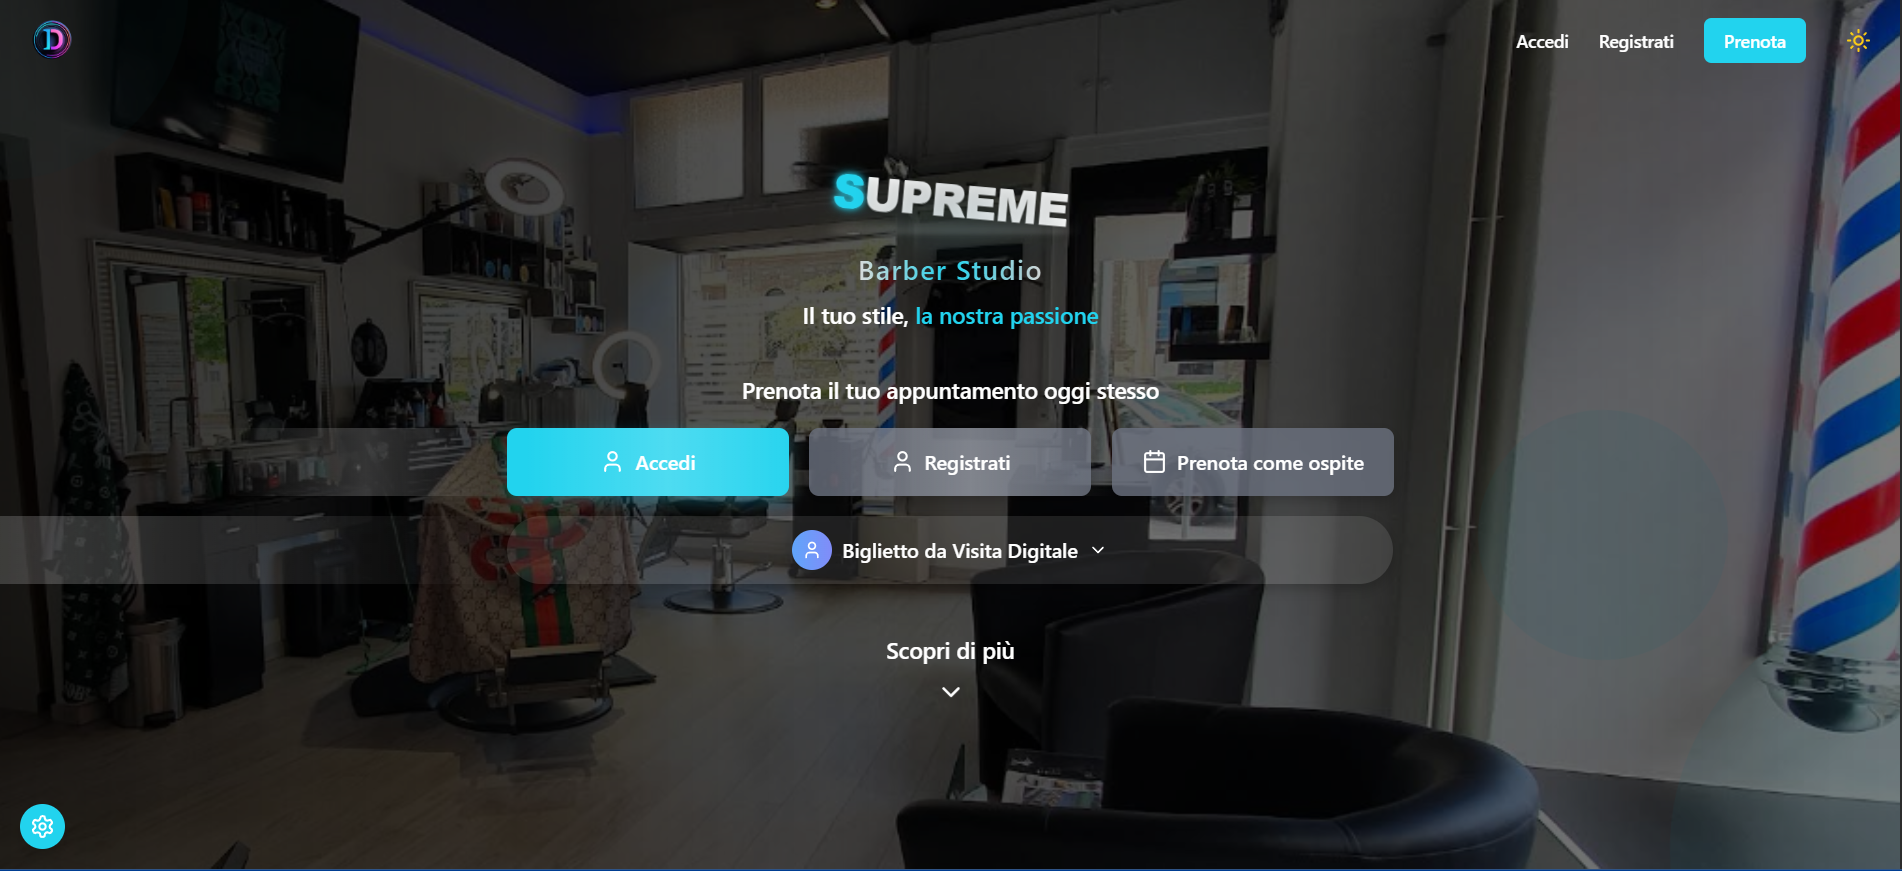 Accedi
Registrati
Prenota
SUPREME
Barber Studio
Il tuo stile, la nostra passione
Prenota il tuo appuntamento oggi stesso
Accedi
Registrati
Prenota come ospite
Biglietto da Visita Digitale
Scopri di più